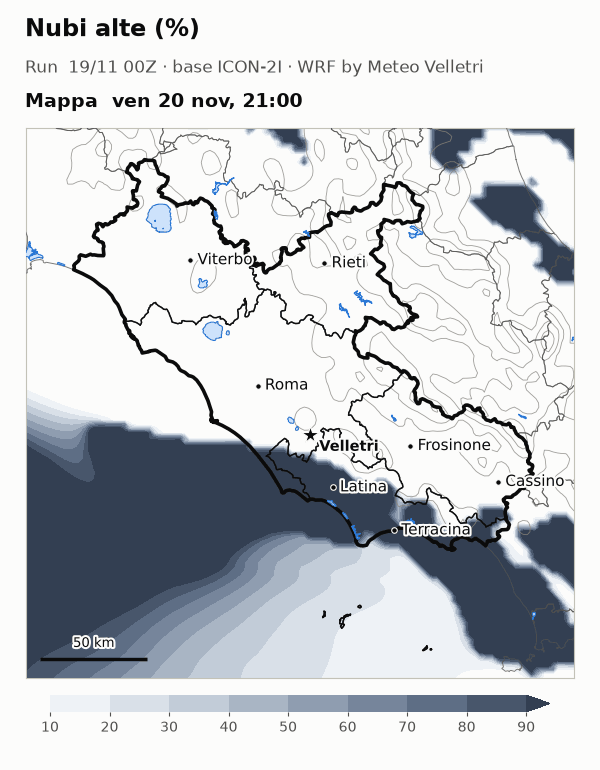 Nubi alte (%)
Run 19/11 00Z · base ICON-2I · WRF by Meteo Velletri
Mappa ven 20 nov, 21:00
Viterbo
Rieti
Roma
Velletri
Frosinone
Cassino
Latina
Terracina
50 km
10 20 30 40 50 60 70 80 90